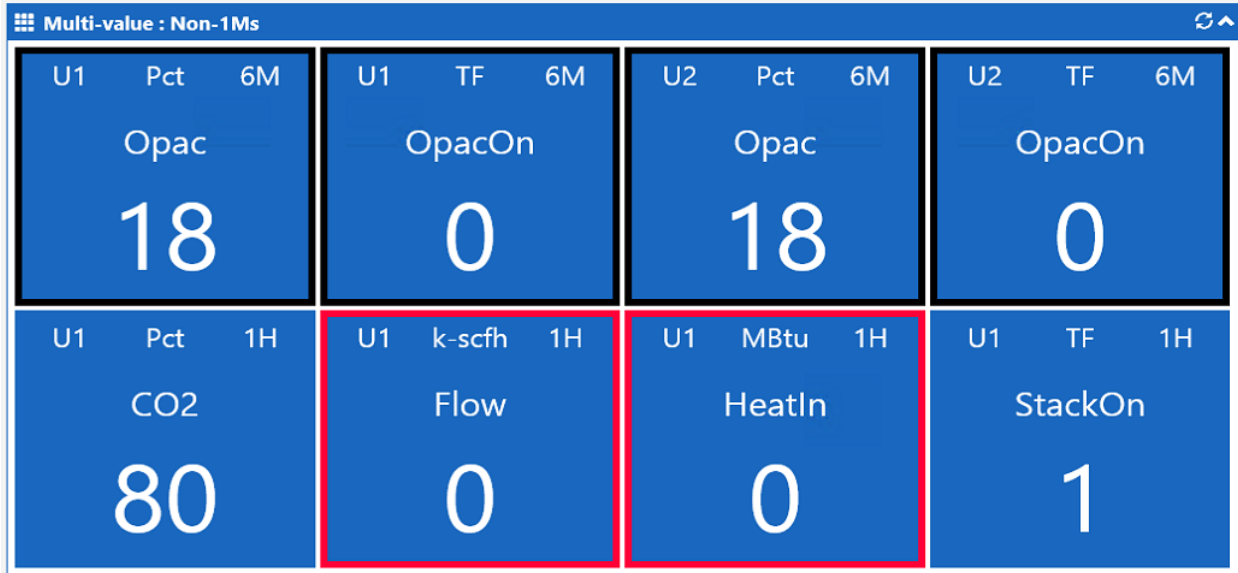 Multi-value : Non-1Ms
U1 Pct 6M
Opac
18
U1 TF 6M
OpacOn
0
U2 Pct 6M
Opac
18
U2 TF 6M
OpacOn
0
U1 Pct 1H
CO2
80
U1 k-scfh 1H
Flow
0
U1 MBtu 1H
HeatIn
0
U1 TF 1H
StackOn
1